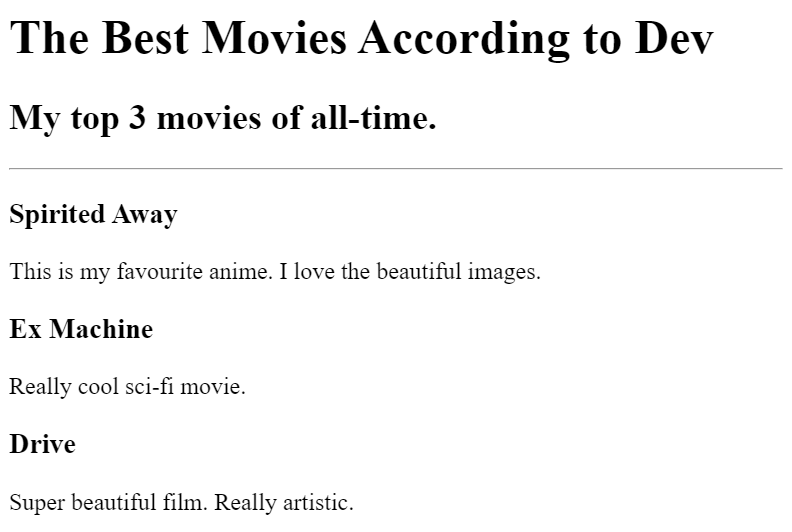 The Best Movies According to Dev
My top 3 movies of all-time.
Spirited Away
This is my favourite anime. I love the beautiful images.
Ex Machine
Really cool sci-fi movie.
Drive
Super beautiful film. Really artistic.